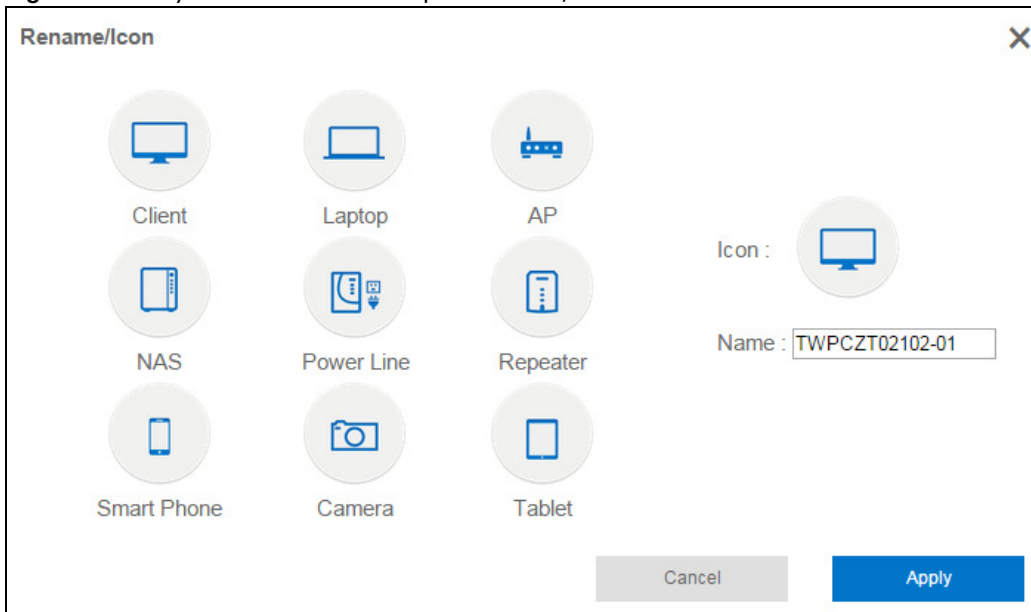 Rename/Icon
Client Laptop AP
Icon :
NAS Power Line Repeater
Name : TWPCZT02102-01
Smart Phone Camera Tablet
Cancel Apply